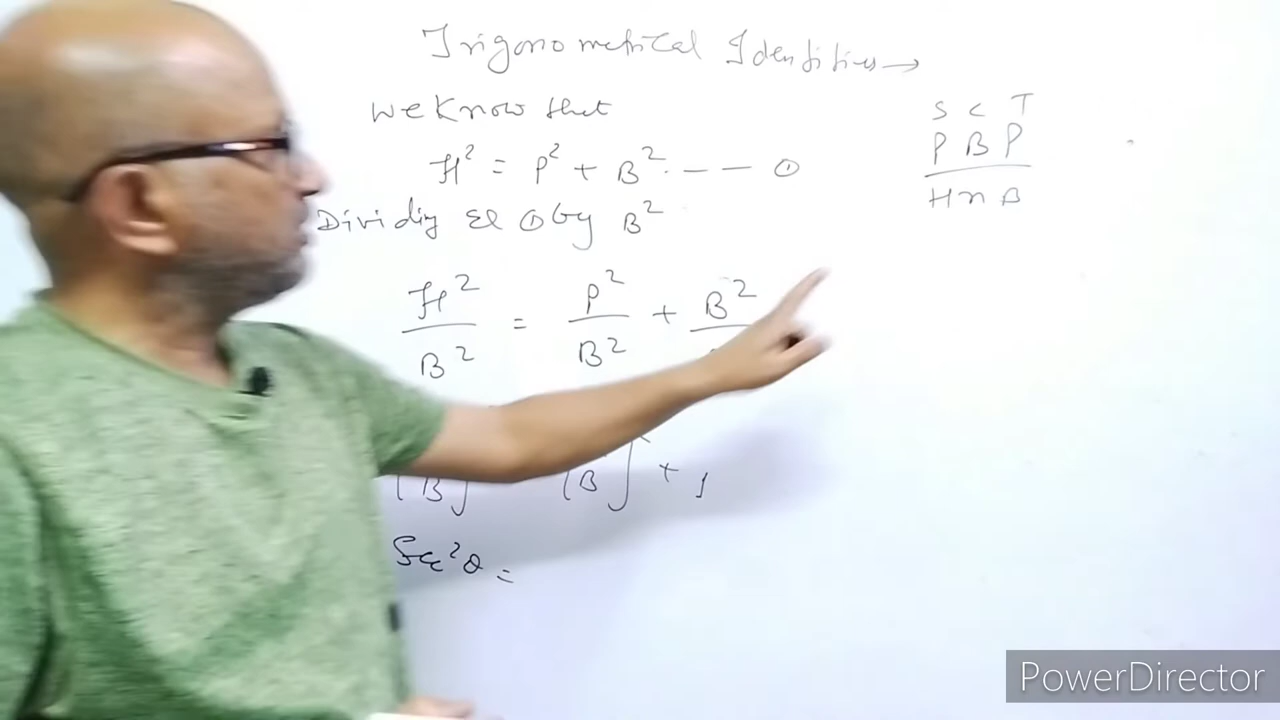 Trigonometrical Identities →
We know that
H² = P² + B² --- ①
Dividing Eq ① by B²
H² / B² = P² / B² + B²
(B) (B) + 1
Sec²θ =
S C T
P B P
H H B
PowerDirector